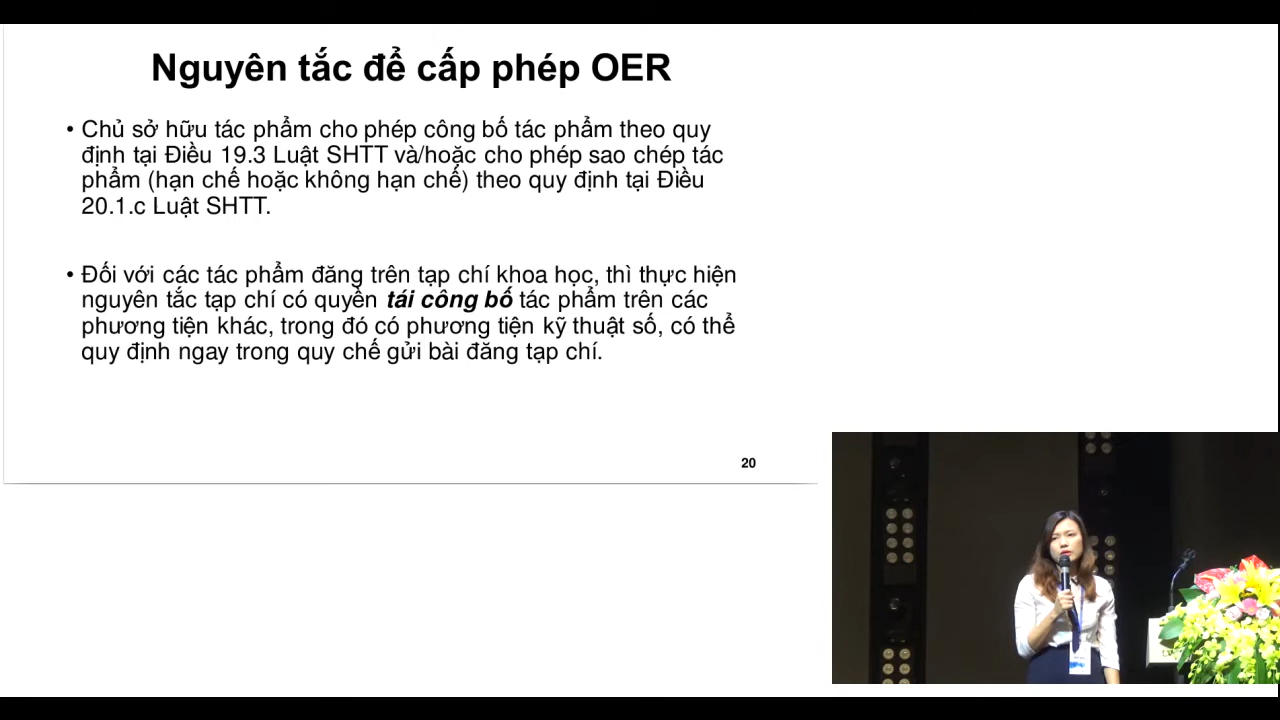 Nguyên tắc để cấp phép OER
• Chủ sở hữu tác phẩm cho phép công bố tác phẩm theo quy
định tại Điều 19.3 Luật SHTT và/hoặc cho phép sao chép tác
phẩm (hạn chế hoặc không hạn chế) theo quy định tại Điều
20.1.c Luật SHTT.
• Đối với các tác phẩm đăng trên tạp chí khoa học, thì thực hiện
nguyên tắc tạp chí có quyền tái công bố tác phẩm trên các
phương tiện khác, trong đó có phương tiện kỹ thuật số, có thể
quy định ngay trong quy chế gửi bài đăng tạp chí.
20